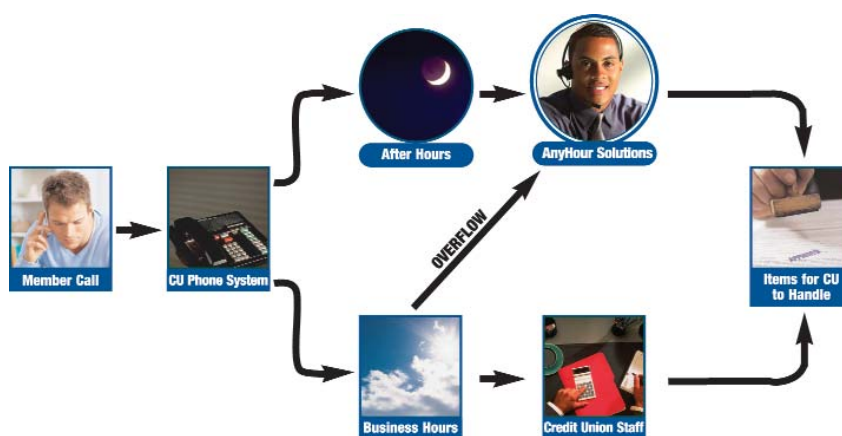 After Hours
AnyHour Solutions
OVERFLOW
Member Call
CU Phone System
APPROVED
Items for CU
to Handle
Business Hours
Credit Union Staff